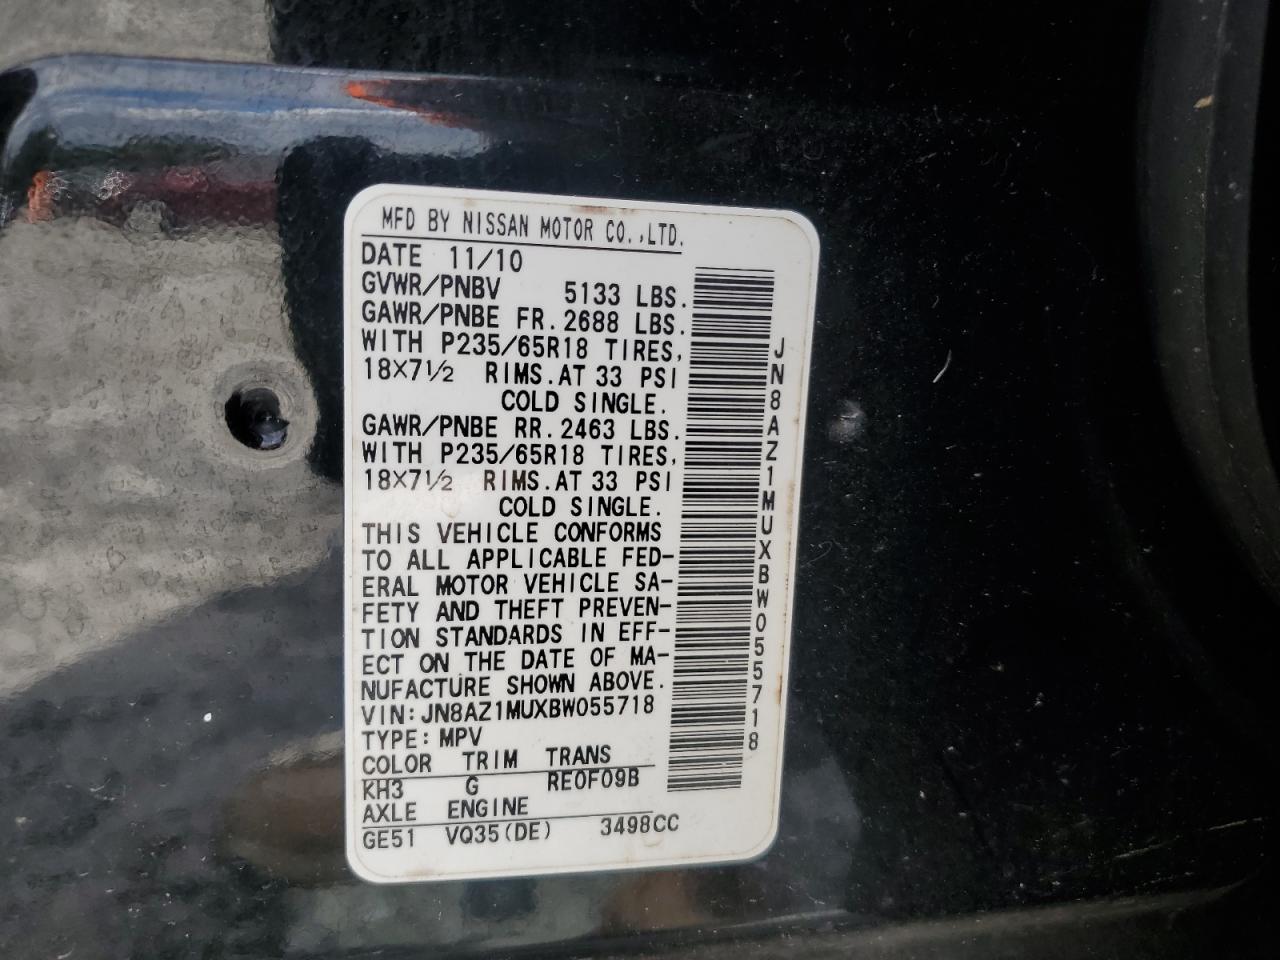 MFD BY NISSAN MOTOR CO.,LTD.
DATE 11/10
GVWR/PNBV 5133 LBS.
GAWR/PNBE FR.2688 LBS.
WITH P235/65R18 TIRES,
18×7½ RIMS.AT 33 PSI
COLD SINGLE.
GAWR/PNBE RR.2463 LBS.
WITH P235/65R18 TIRES,
18×7½ RIMS.AT 33 PSI
COLD SINGLE.
THIS VEHICLE CONFORMS
TO ALL APPLICABLE FED-
ERAL MOTOR VEHICLE SA-
FETY AND THEFT PREVEN-
TION STANDARDS IN EFF-
ECT ON THE DATE OF MA-
NUFACTURE SHOWN ABOVE.
VIN:JN8AZ1MUXBW055718
TYPE:MPV
COLOR TRIM TRANS
KH3 G RE0F09B
AXLE ENGINE
GE51 VQ35(DE) 3498CC
JN8AZ1MUXBW055718